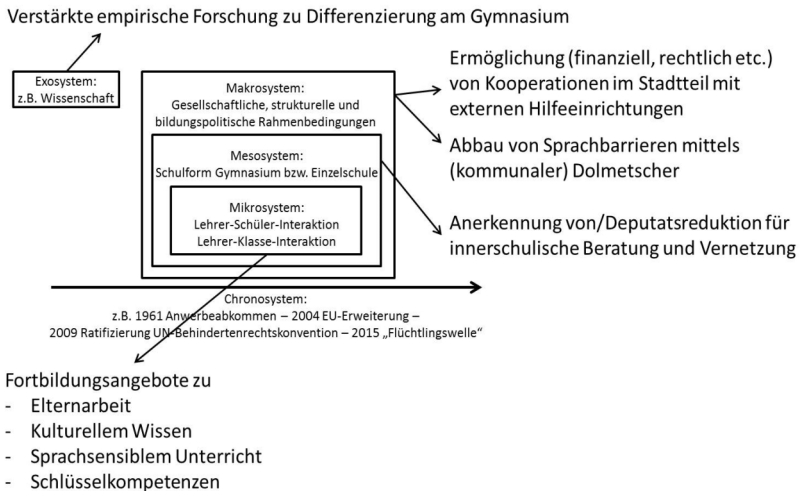 Verstärkte empirische Forschung zu Differenzierung am Gymnasium
Exosystem:
z.B. Wissenschaft
Makrosystem:
Gesellschaftliche, strukturelle und
bildungspolitische Rahmenbedingungen
Mesosystem:
Schulform Gymnasium bzw. Einzelschule
Mikrosystem:
Lehrer-Schüler-Interaktion
Lehrer-Klasse-Interaktion
Ermöglichung (finanziell, rechtlich etc.)
von Kooperationen im Stadtteil mit
externen Hilfeeinrichtungen
Abbau von Sprachbarrieren mittels
(kommunaler) Dolmetscher
Anerkennung von/Deputatsreduktion für
innerschulische Beratung und Vernetzung
Chronosystem:
z.B. 1961 Anwerbeabkommen – 2004 EU-Erweiterung –
2009 Ratifizierung UN-Behindertenrechtskonvention – 2015 „Flüchtlingswelle“
Fortbildungsangebote zu
- Elternarbeit
- Kulturellem Wissen
- Sprachsensiblem Unterricht
- Schlüsselkompetenzen